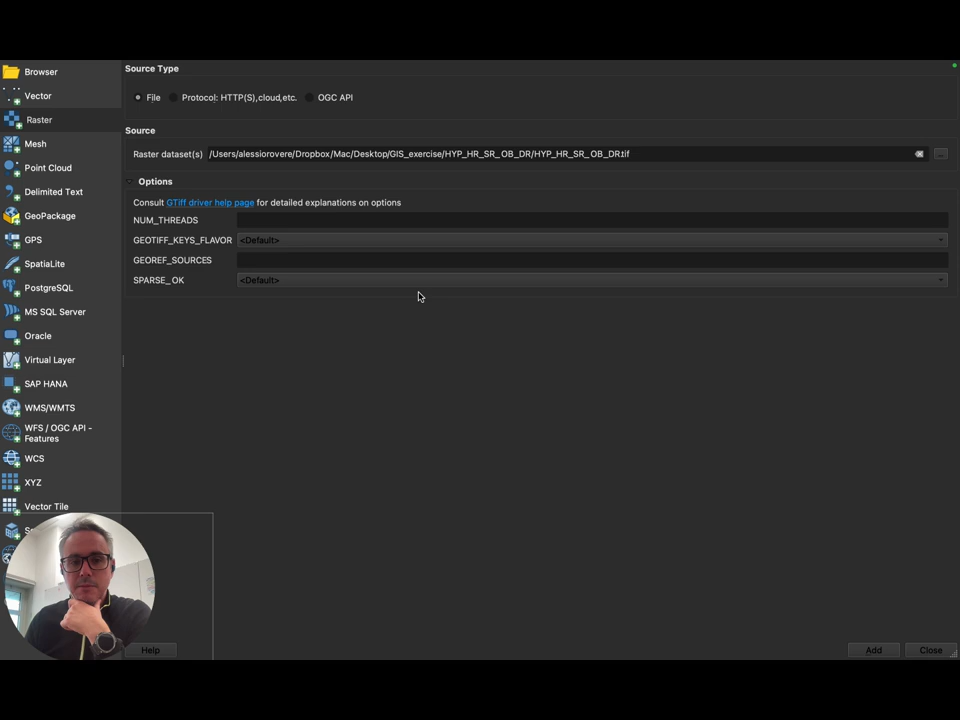 Browser
Vector
Raster
Mesh
Point Cloud
Delimited Text
GeoPackage
GPS
SpatiaLite
PostgreSQL
MS SQL Server
Oracle
Virtual Layer
SAP HANA
WMS/WMTS
WFS / OGC API -
Features
WCS
XYZ
Vector Tile
Source Type
File Protocol: HTTP(S),cloud,etc. OGC API
Source
Raster dataset(s) /Users/alessiorovere/Dropbox/Mac/Desktop/GIS_exercise/HYP_HR_SR_OB_DR/HYP_HR_SR_OB_DR.tif ...
Options
Consult GTiff driver help page for detailed explanations on options
NUM_THREADS
GEOTIFF_KEYS_FLAVOR <Default>
GEOREF_SOURCES
SPARSE_OK <Default>
Help Add Close